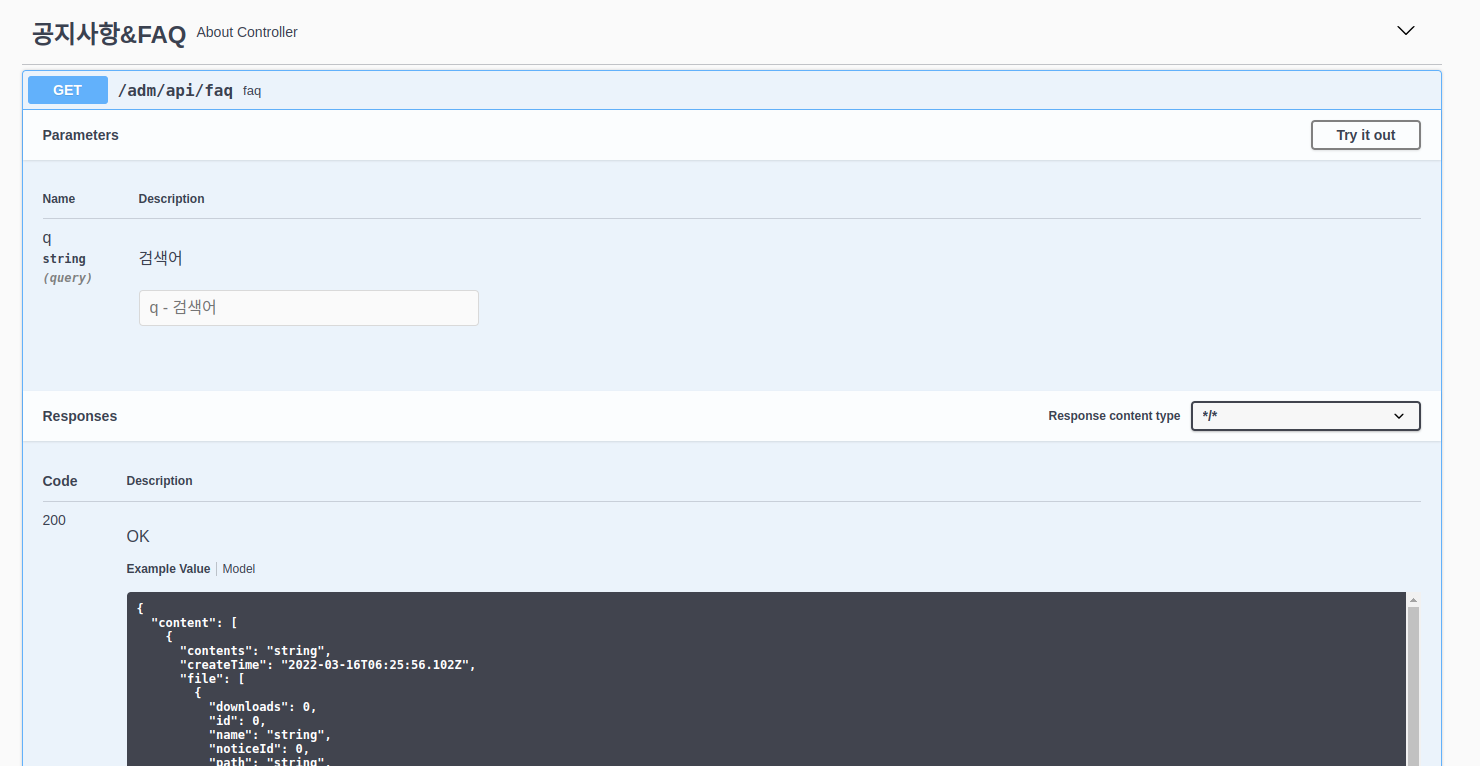 공지사항&FAQ About Controller
GET /adm/api/faq faq
Parameters Try it out
Name Description
q
string
(query)
검색어
q - 검색어
Responses Response content type */*
Code Description
200
OK
Example Value Model
{
  "content": [
    {
      "contents": "string",
      "createTime": "2022-03-16T06:25:56.102Z",
      "file": [
        {
          "downloads": 0,
          "id": 0,
          "name": "string",
          "noticeId": 0,
          "path": "string",